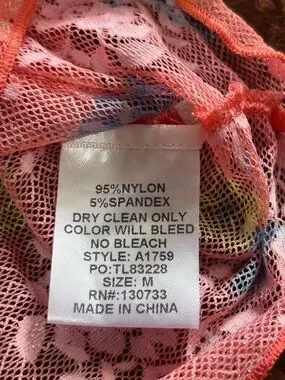 95%NYLON
5%SPANDEX
DRY CLEAN ONLY
COLOR WILL BLEED
NO BLEACH
STYLE: A1759
PO:TL83228
SIZE: M
RN#:130733
MADE IN CHINA